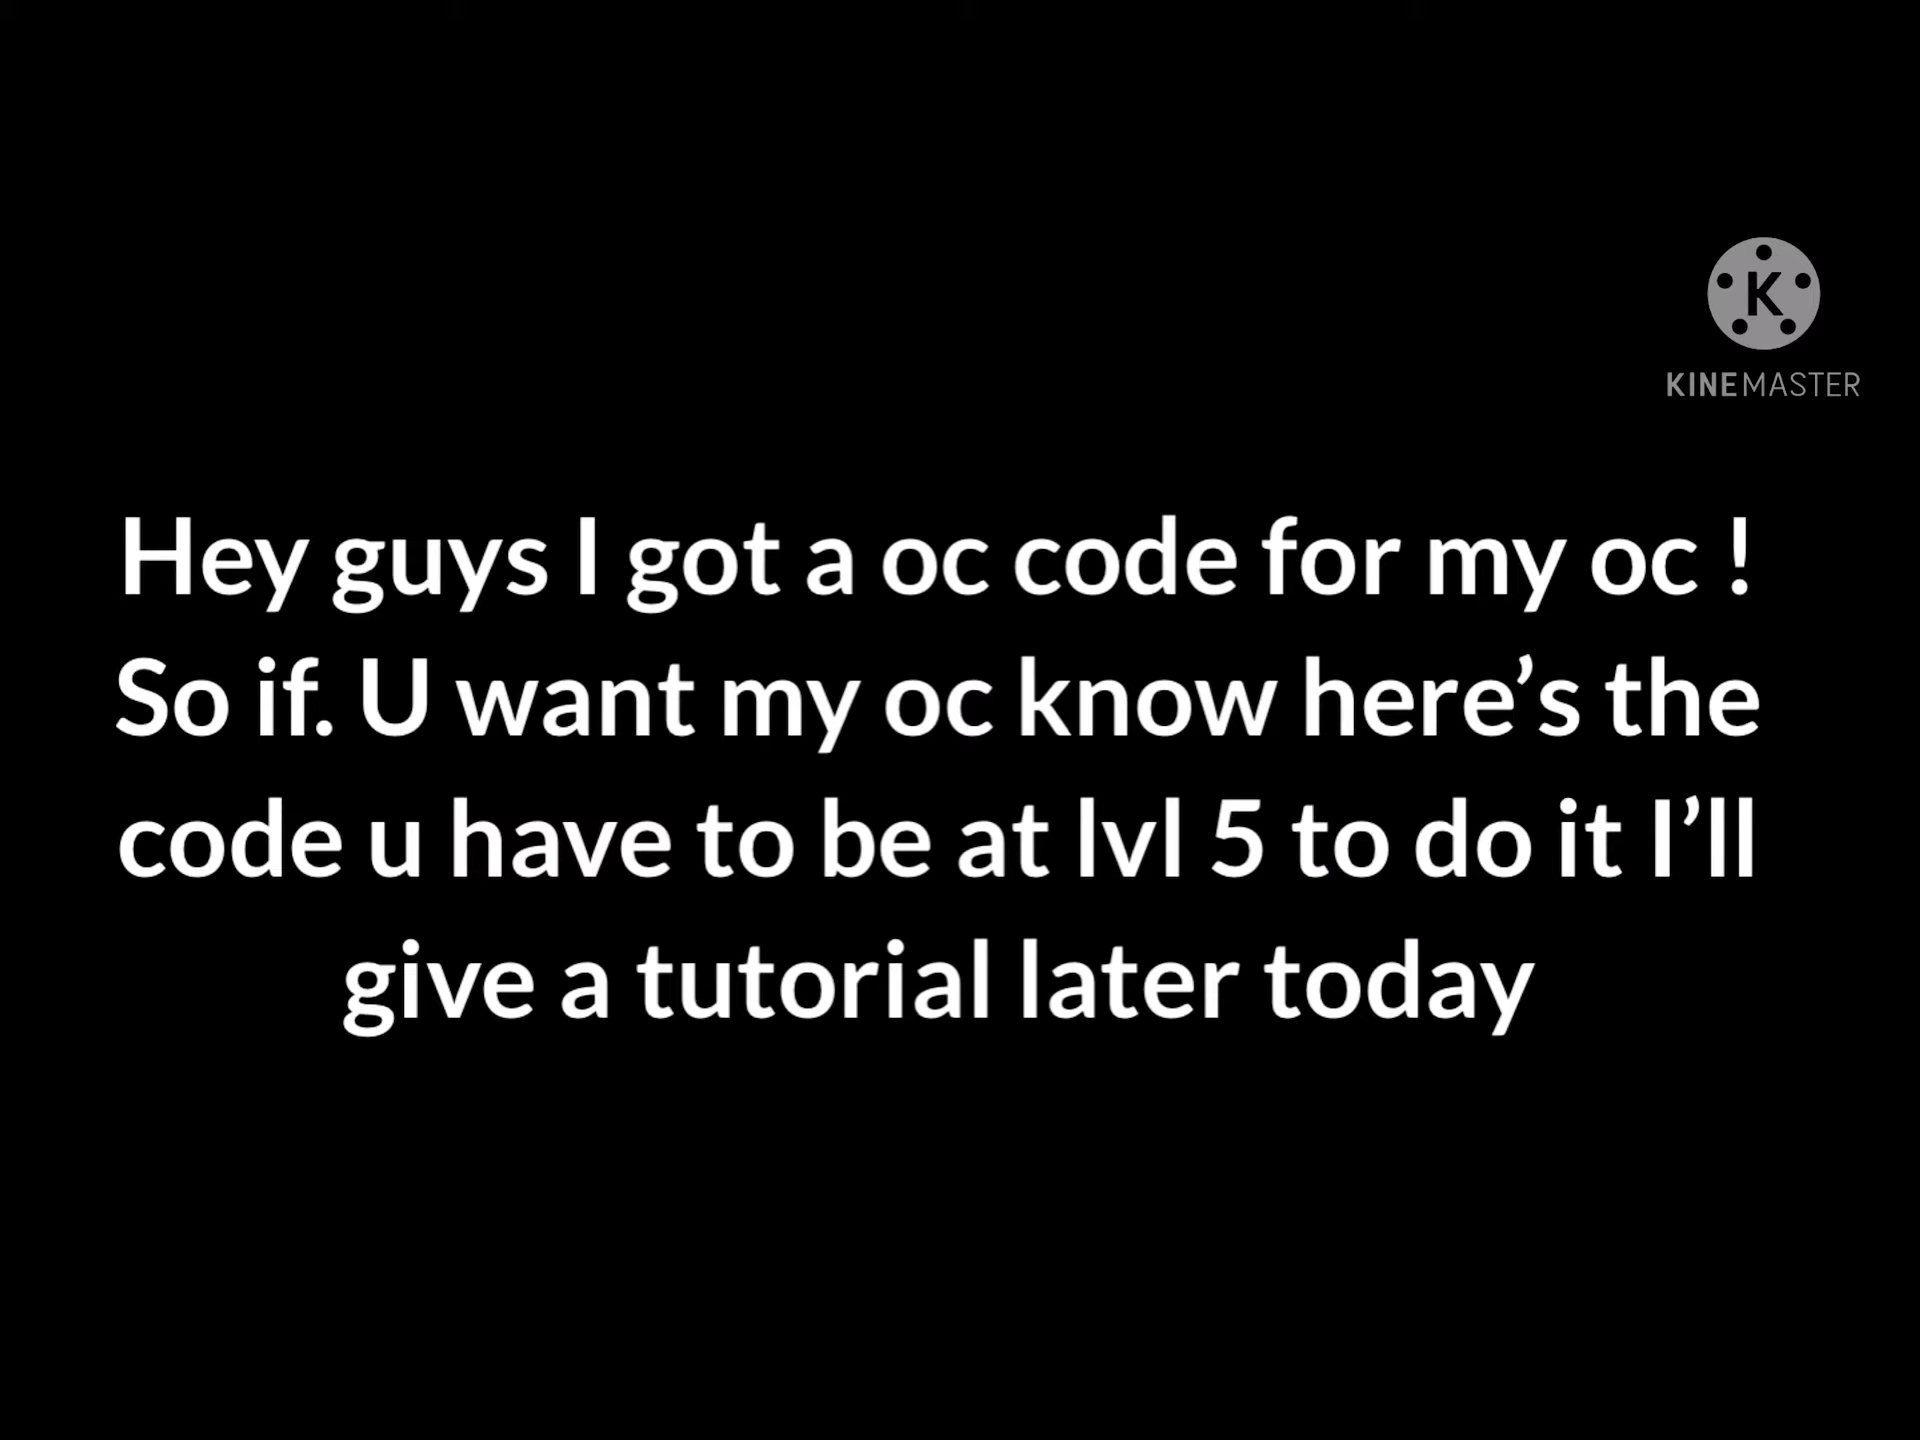 K
KINEMASTER
Hey guys I got a oc code for my oc !
So if. U want my oc know here’s the
code u have to be at lvl 5 to do it I’ll
give a tutorial later today